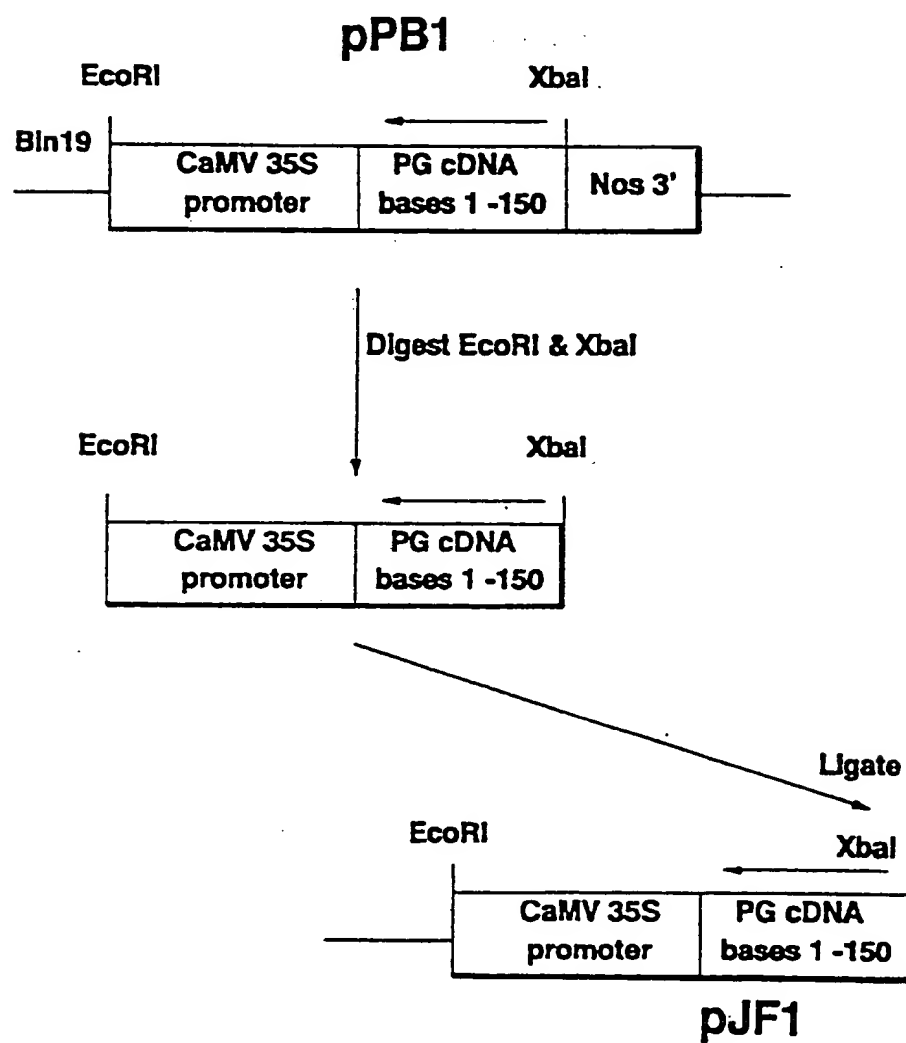 pPB1
EcoRI
XbaI
Bin19
CaMV 35S
promoter
PG cDNA
bases 1 -150
Nos 3'
Digest EcoRI & XbaI
EcoRI
XbaI
CaMV 35S
promoter
PG cDNA
bases 1 -150
Ligate
EcoRI
XbaI
CaMV 35S
promoter
PG cDNA
bases 1 -150
pJF1